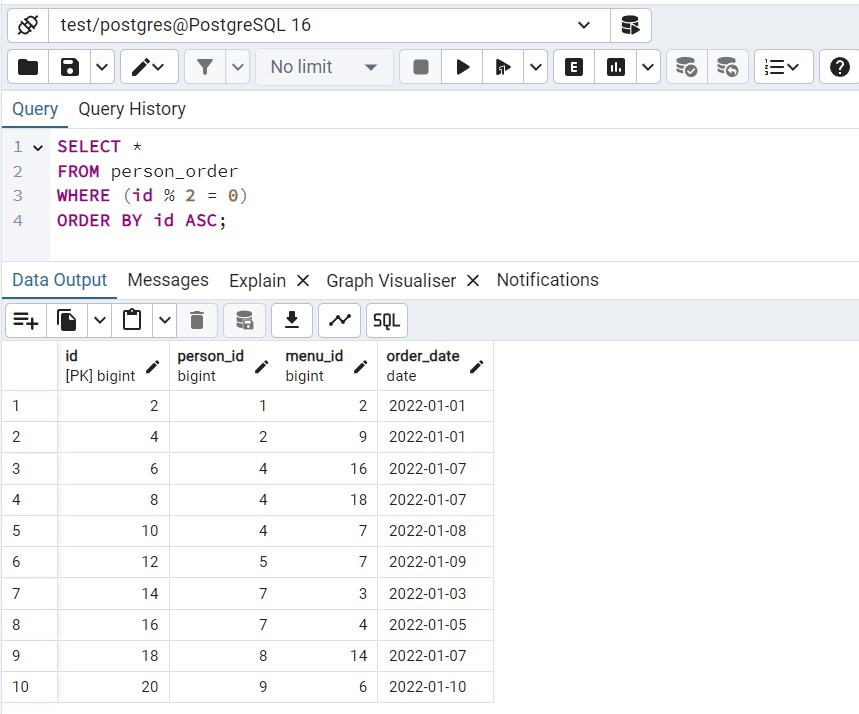 test/postgres@PostgreSQL 16
No limit
E
Query Query History
1 SELECT *
2 FROM person_order
3 WHERE (id % 2 = 0)
4 ORDER BY id ASC;
Data Output Messages Explain Graph Visualiser Notifications
SQL
id person_id menu_id order_date
[PK] bigint bigint bigint date
1 2 1 2 2022-01-01
2 4 2 9 2022-01-01
3 6 4 16 2022-01-07
4 8 4 18 2022-01-07
5 10 4 7 2022-01-08
6 12 5 7 2022-01-09
7 14 7 3 2022-01-03
8 16 7 4 2022-01-05
9 18 8 14 2022-01-07
10 20 9 6 2022-01-10